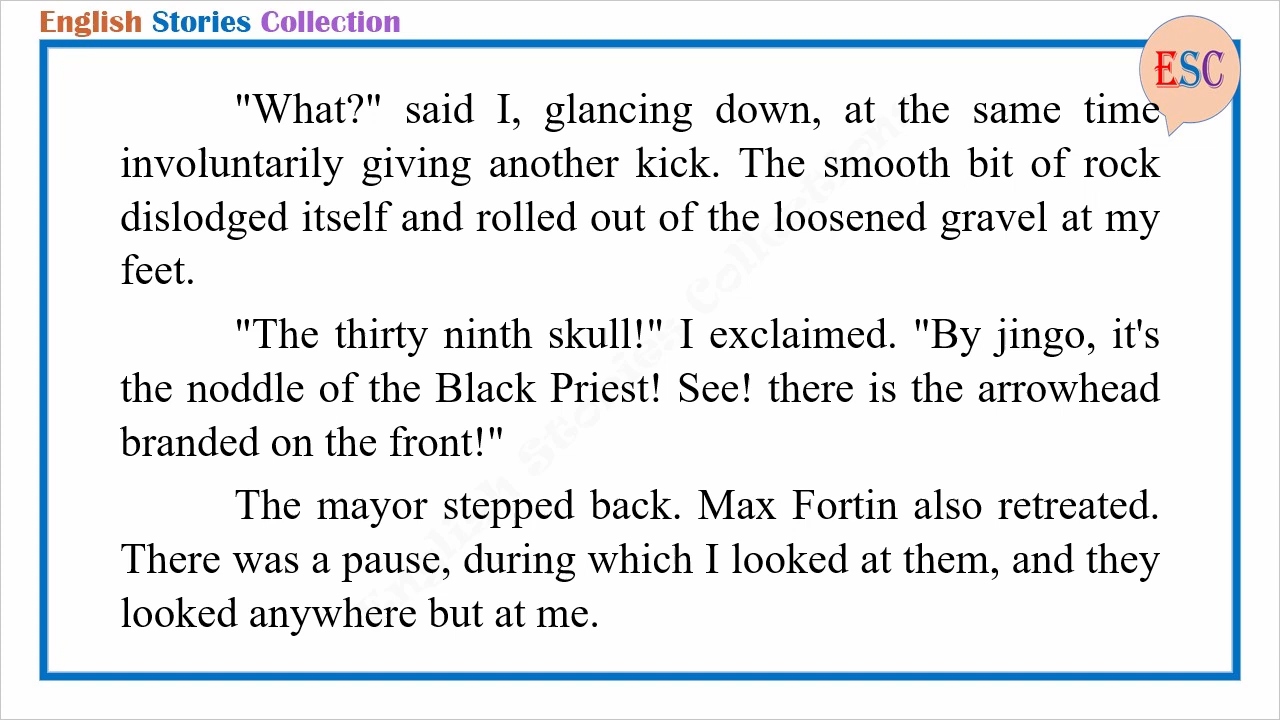 English Stories Collection
ESC
"What?" said I, glancing down, at the same time
involuntarily giving another kick. The smooth bit of rock
dislodged itself and rolled out of the loosened gravel at my
feet.
"The thirty ninth skull!" I exclaimed. "By jingo, it's
the noddle of the Black Priest! See! there is the arrowhead
branded on the front!"
The mayor stepped back. Max Fortin also retreated.
There was a pause, during which I looked at them, and they
looked anywhere but at me.
English Stories Collection